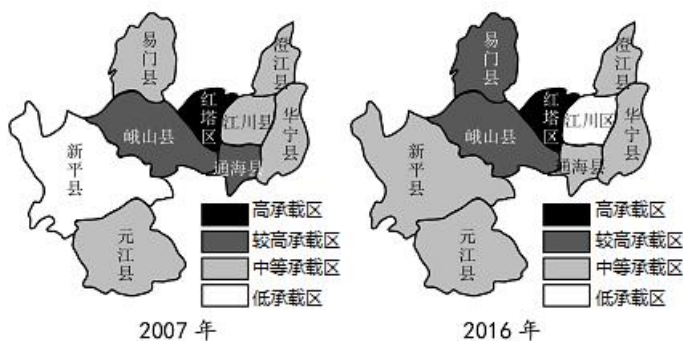 易门县
澄江县
红塔区
江川县
华宁县
峨山县
通海县
新平县
元江县
高承载区
较高承载区
中等承载区
低承载区
2007 年
易门县
澄江县
红塔区
江川区
华宁县
峨山县
通海县
新平县
元江县
高承载区
较高承载区
中等承载区
低承载区
2016 年